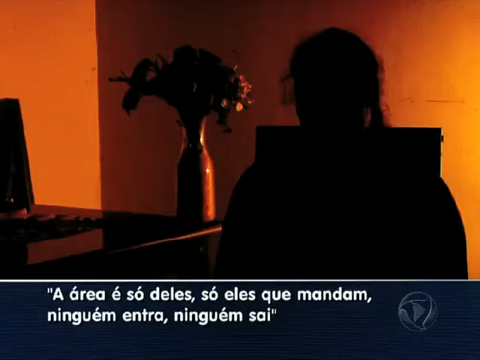 "A área é só deles, só eles que mandam,
ninguém entra, ninguém sai"